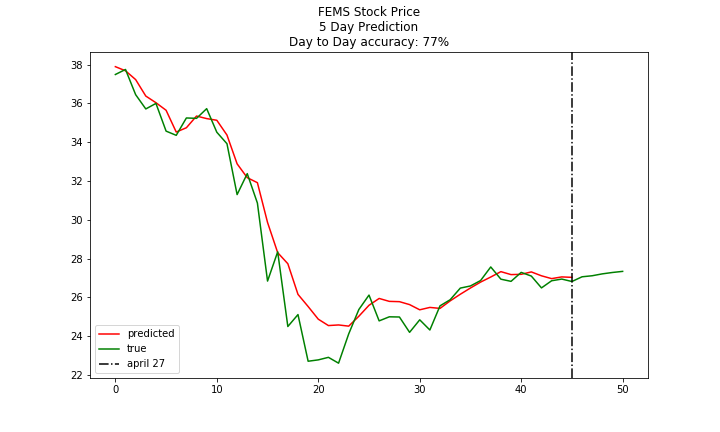 FEMS Stock Price
5 Day Prediction
Day to Day accuracy: 77%
38
36
34
32
30
28
26
24
22
predicted
true
april 27
0
10
20
30
40
50